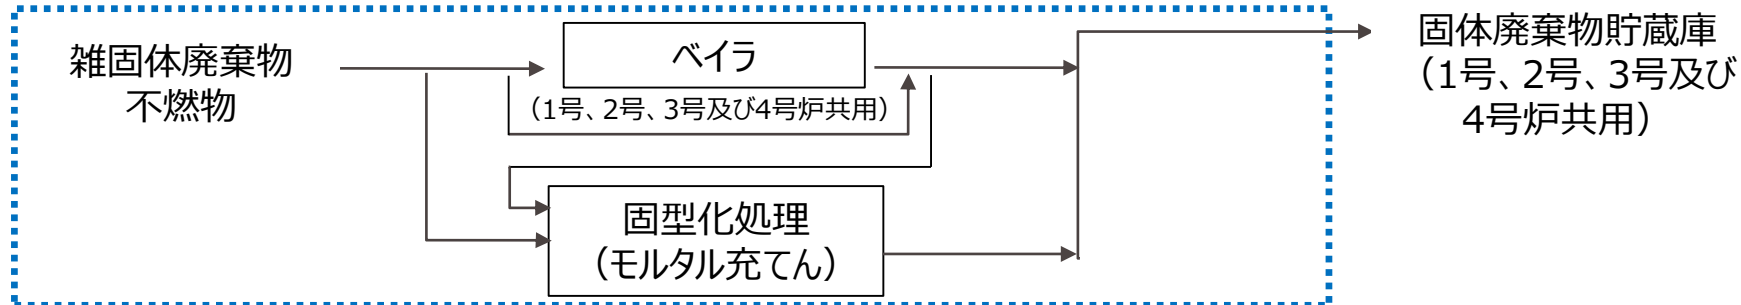 雑固体廃棄物
不燃物
ベイラ
（1号、2号、3号及び4号炉共用）
固型化処理
（モルタル充てん）
固体廃棄物貯蔵庫
（1号、2号、3号及び
4号炉共用）